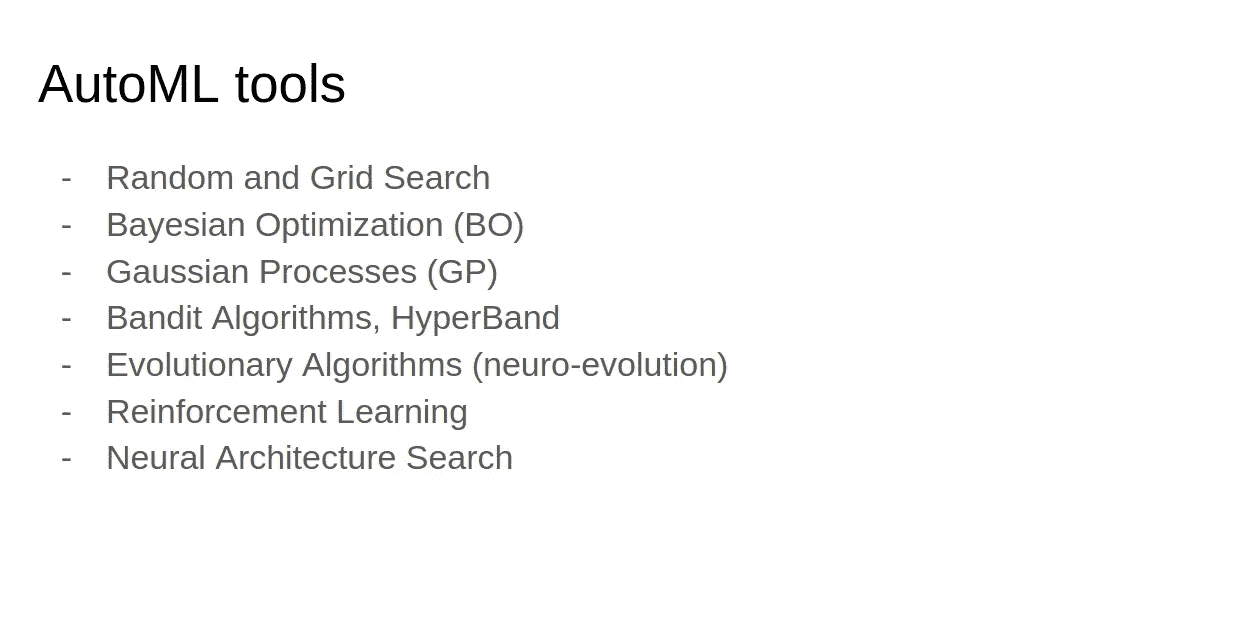 AutoML tools
- Random and Grid Search
- Bayesian Optimization (BO)
- Gaussian Processes (GP)
- Bandit Algorithms, HyperBand
- Evolutionary Algorithms (neuro-evolution)
- Reinforcement Learning
- Neural Architecture Search